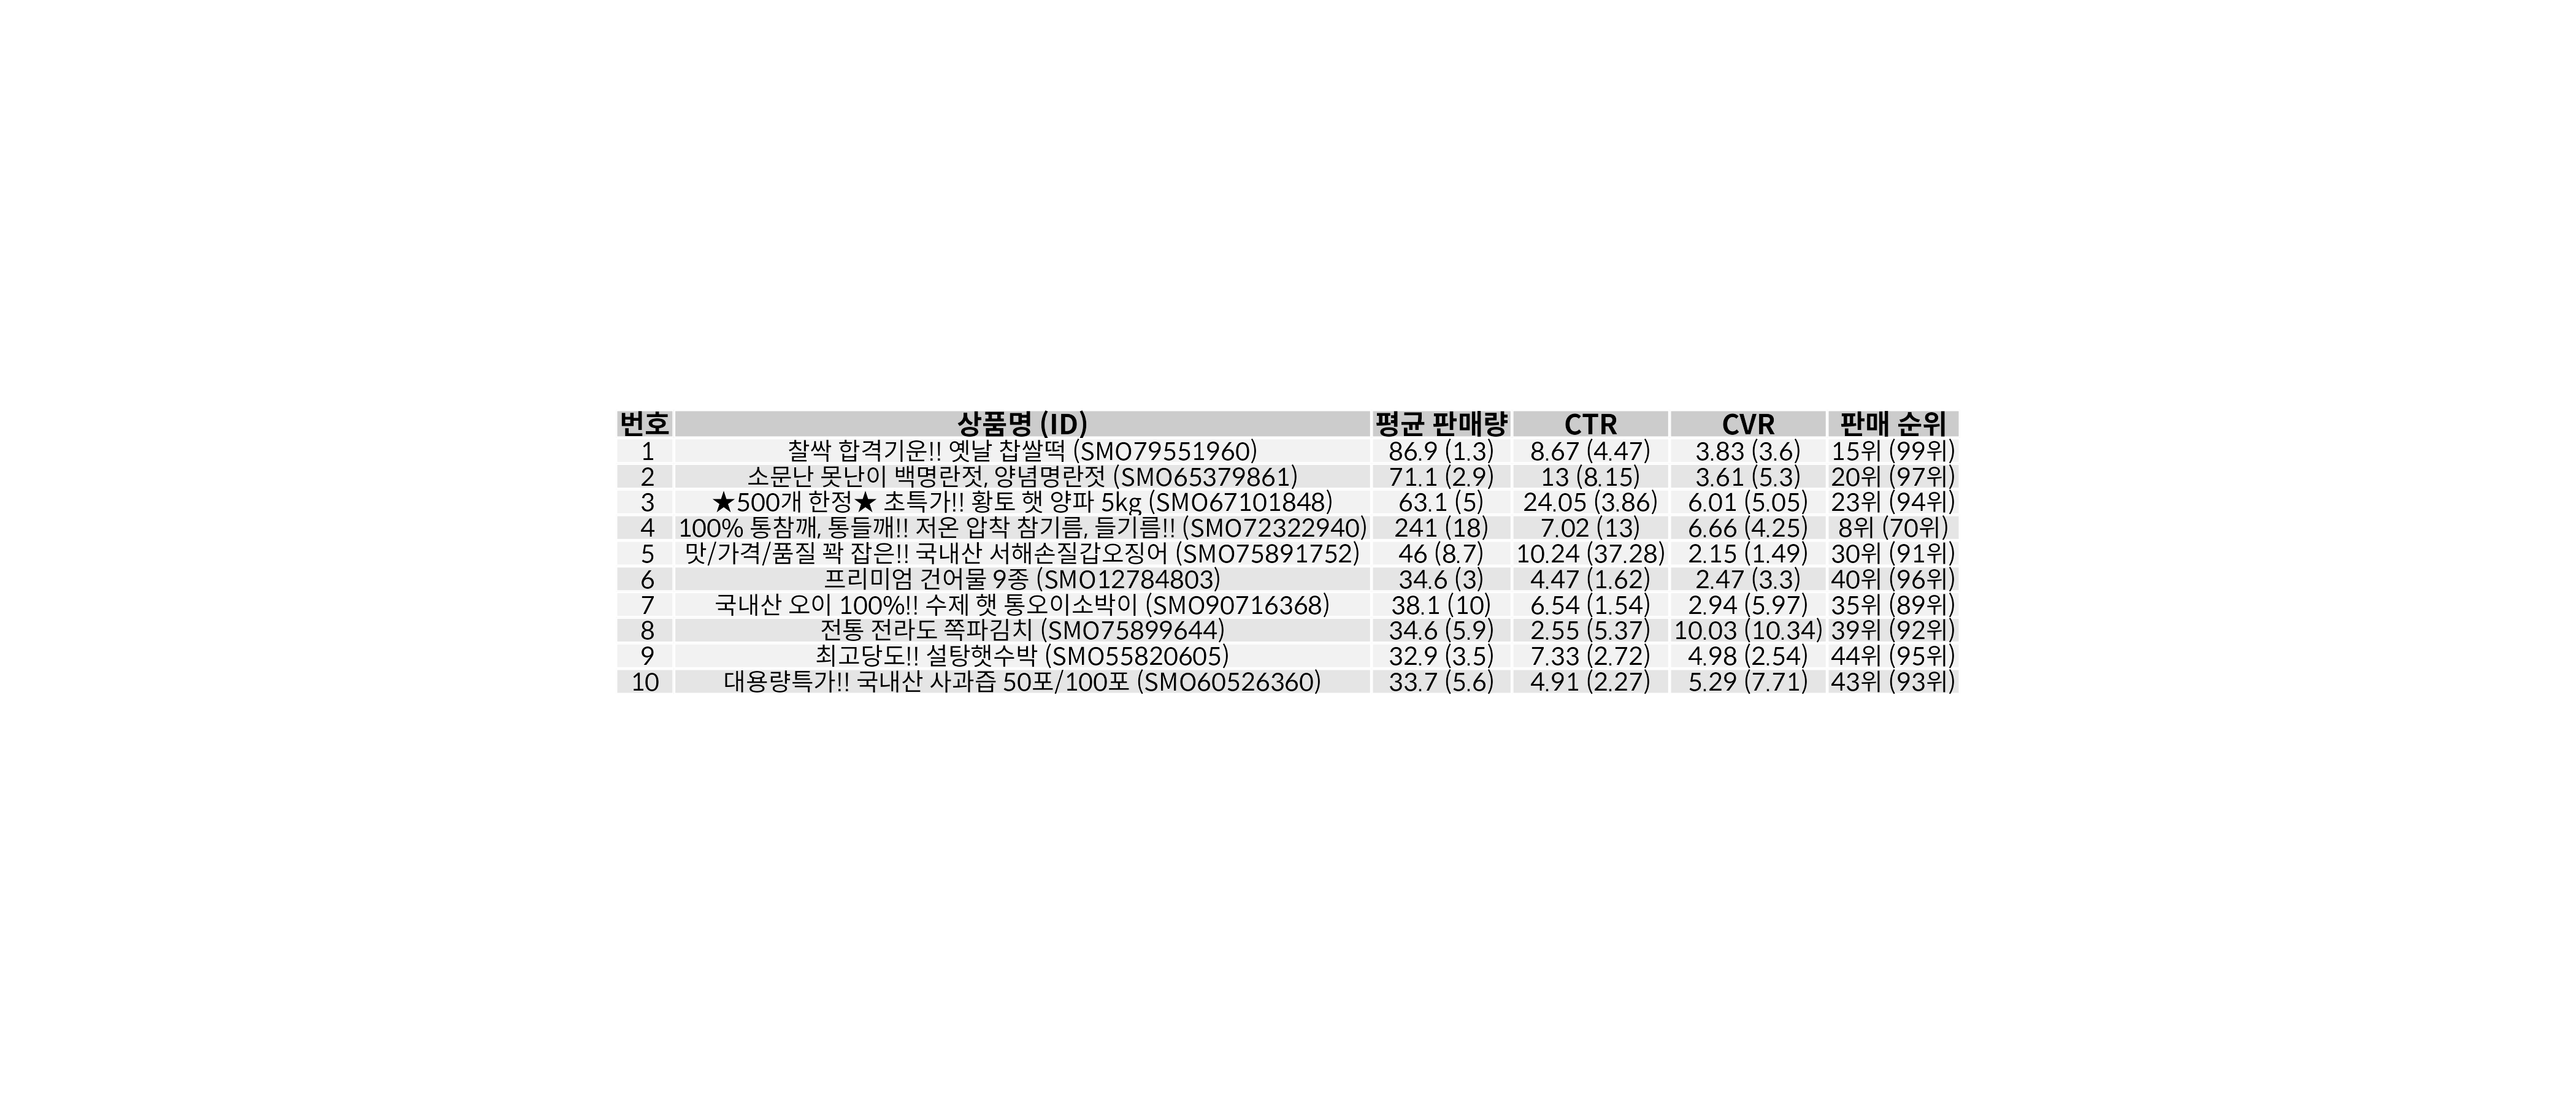 번호 상품명 (ID) 평균 판매량 CTR CVR 판매 순위
1 찰싹 합격기운!! 옛날 찹쌀떡 (SMO79551960) 86.9 (1.3) 8.67 (4.47) 3.83 (3.6) 15위 (99위)
2 소문난 못난이 백명란젓, 양념명란젓 (SMO65379861) 71.1 (2.9) 13 (8.15) 3.61 (5.3) 20위 (97위)
3 ★500개 한정★ 초특가!! 황토 햇 양파 5kg (SMO67101848) 63.1 (5) 24.05 (3.86) 6.01 (5.05) 23위 (94위)
4 100% 통참깨, 통들깨!! 저온 압착 참기름, 들기름!! (SMO72322940) 241 (18) 7.02 (13) 6.66 (4.25) 8위 (70위)
5 맛/가격/품질 꽉 잡은!! 국내산 서해손질갑오징어 (SMO75891752) 46 (8.7) 10.24 (37.28) 2.15 (1.49) 30위 (91위)
6 프리미엄 건어물 9종 (SMO12784803) 34.6 (3) 4.47 (1.62) 2.47 (3.3) 40위 (96위)
7 국내산 오이 100%!! 수제 햇 통오이소박이 (SMO90716368) 38.1 (10) 6.54 (1.54) 2.94 (5.97) 35위 (89위)
8 전통 전라도 쪽파김치 (SMO75899644) 34.6 (5.9) 2.55 (5.37) 10.03 (10.34) 39위 (92위)
9 최고당도!! 설탕햇수박 (SMO55820605) 32.9 (3.5) 7.33 (2.72) 4.98 (2.54) 44위 (95위)
10 대용량특가!! 국내산 사과즙 50포/100포 (SMO60526360) 33.7 (5.6) 4.91 (2.27) 5.29 (7.71) 43위 (93위)